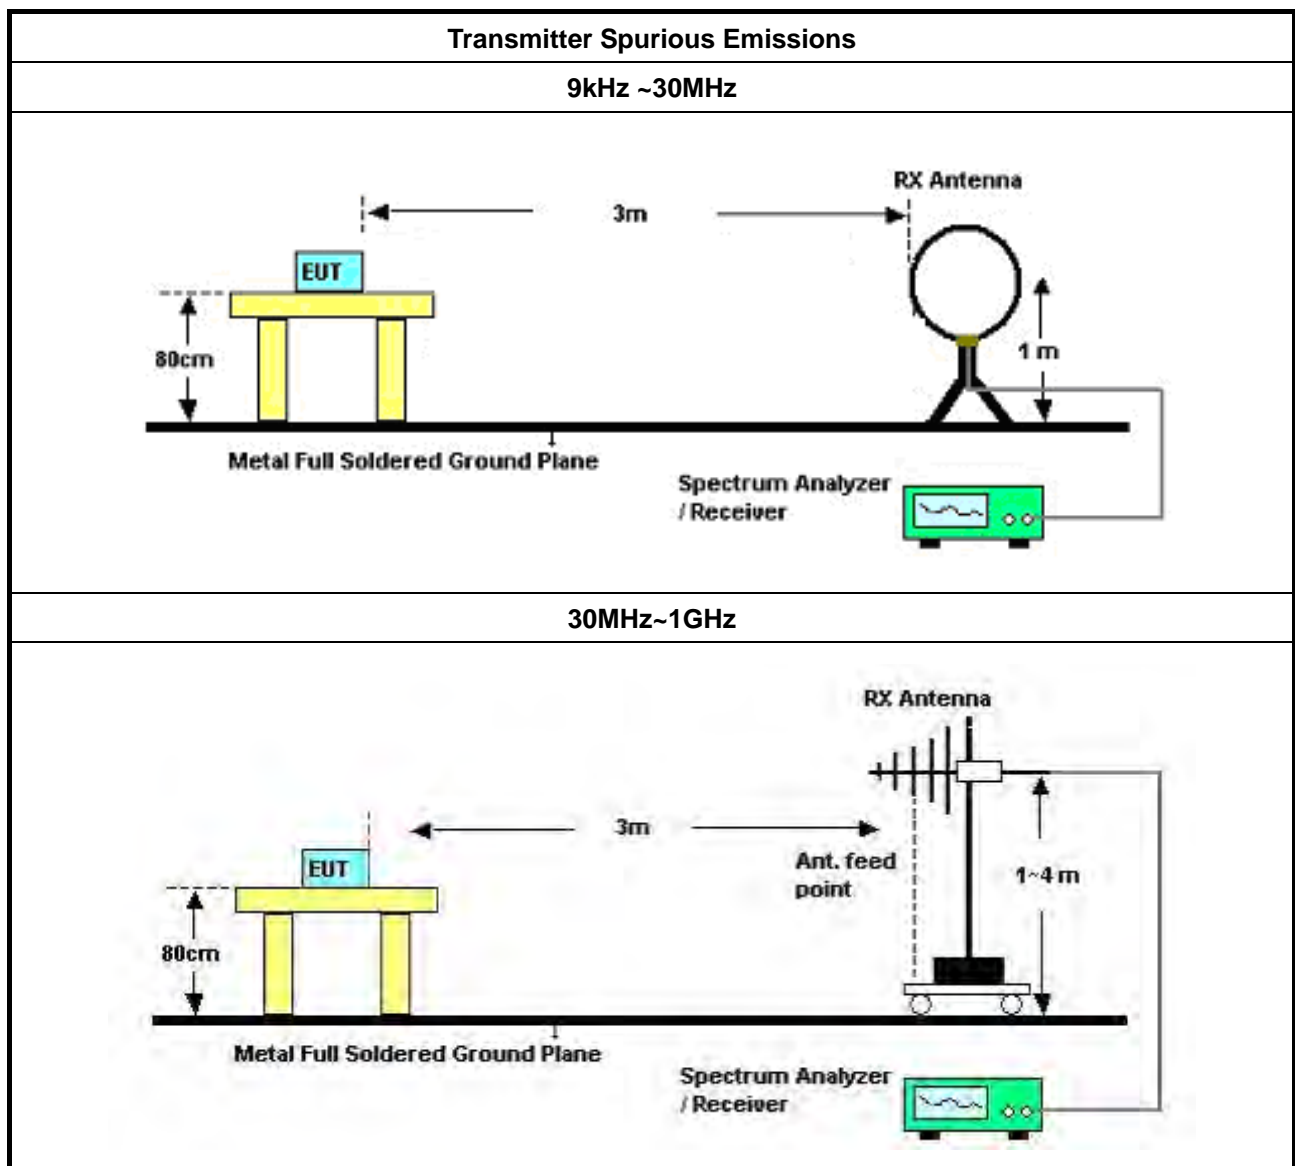 Transmitter Spurious Emissions
9kHz ~30MHz
RX Antenna
3m
EUT
80cm
1 m
Metal Full Soldered Ground Plane
Spectrum Analyzer
/ Receiver
30MHz~1GHz
RX Antenna
3m
EUT
Ant. feed
point
1~4 m
80cm
Metal Full Soldered Ground Plane
Spectrum Analyzer
/ Receiver